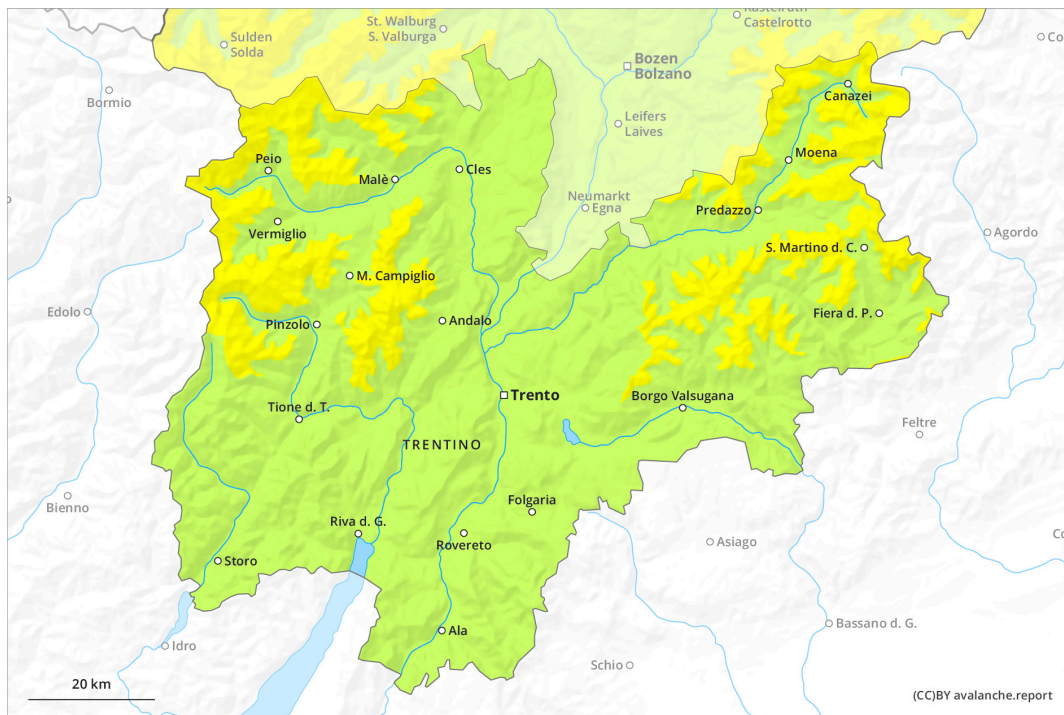 Kastelruth
Castelrotto
St. Walburg
S. Valburga
Sulden
Solda
Co
Bozen
Bolzano
Bormio
Canazei
Leifers
Laives
Moena
Peio
Malè
Cles
Neumarkt
Egna
Predazzo
Vermiglio
Agordo
S. Martino d. C.
M. Campiglio
Edolo
Pinzolo
Andalo
Fiera d. P.
Trento
Borgo Valsugana
Tione d. T.
Feltre
TRENTINO
Bienno
Folgaria
Riva d. G.
Rovereto
Asiago
Co
Storo
Ala
Bassano d. G.
Idro
Schio
20 km
(CC)BY avalanche.report